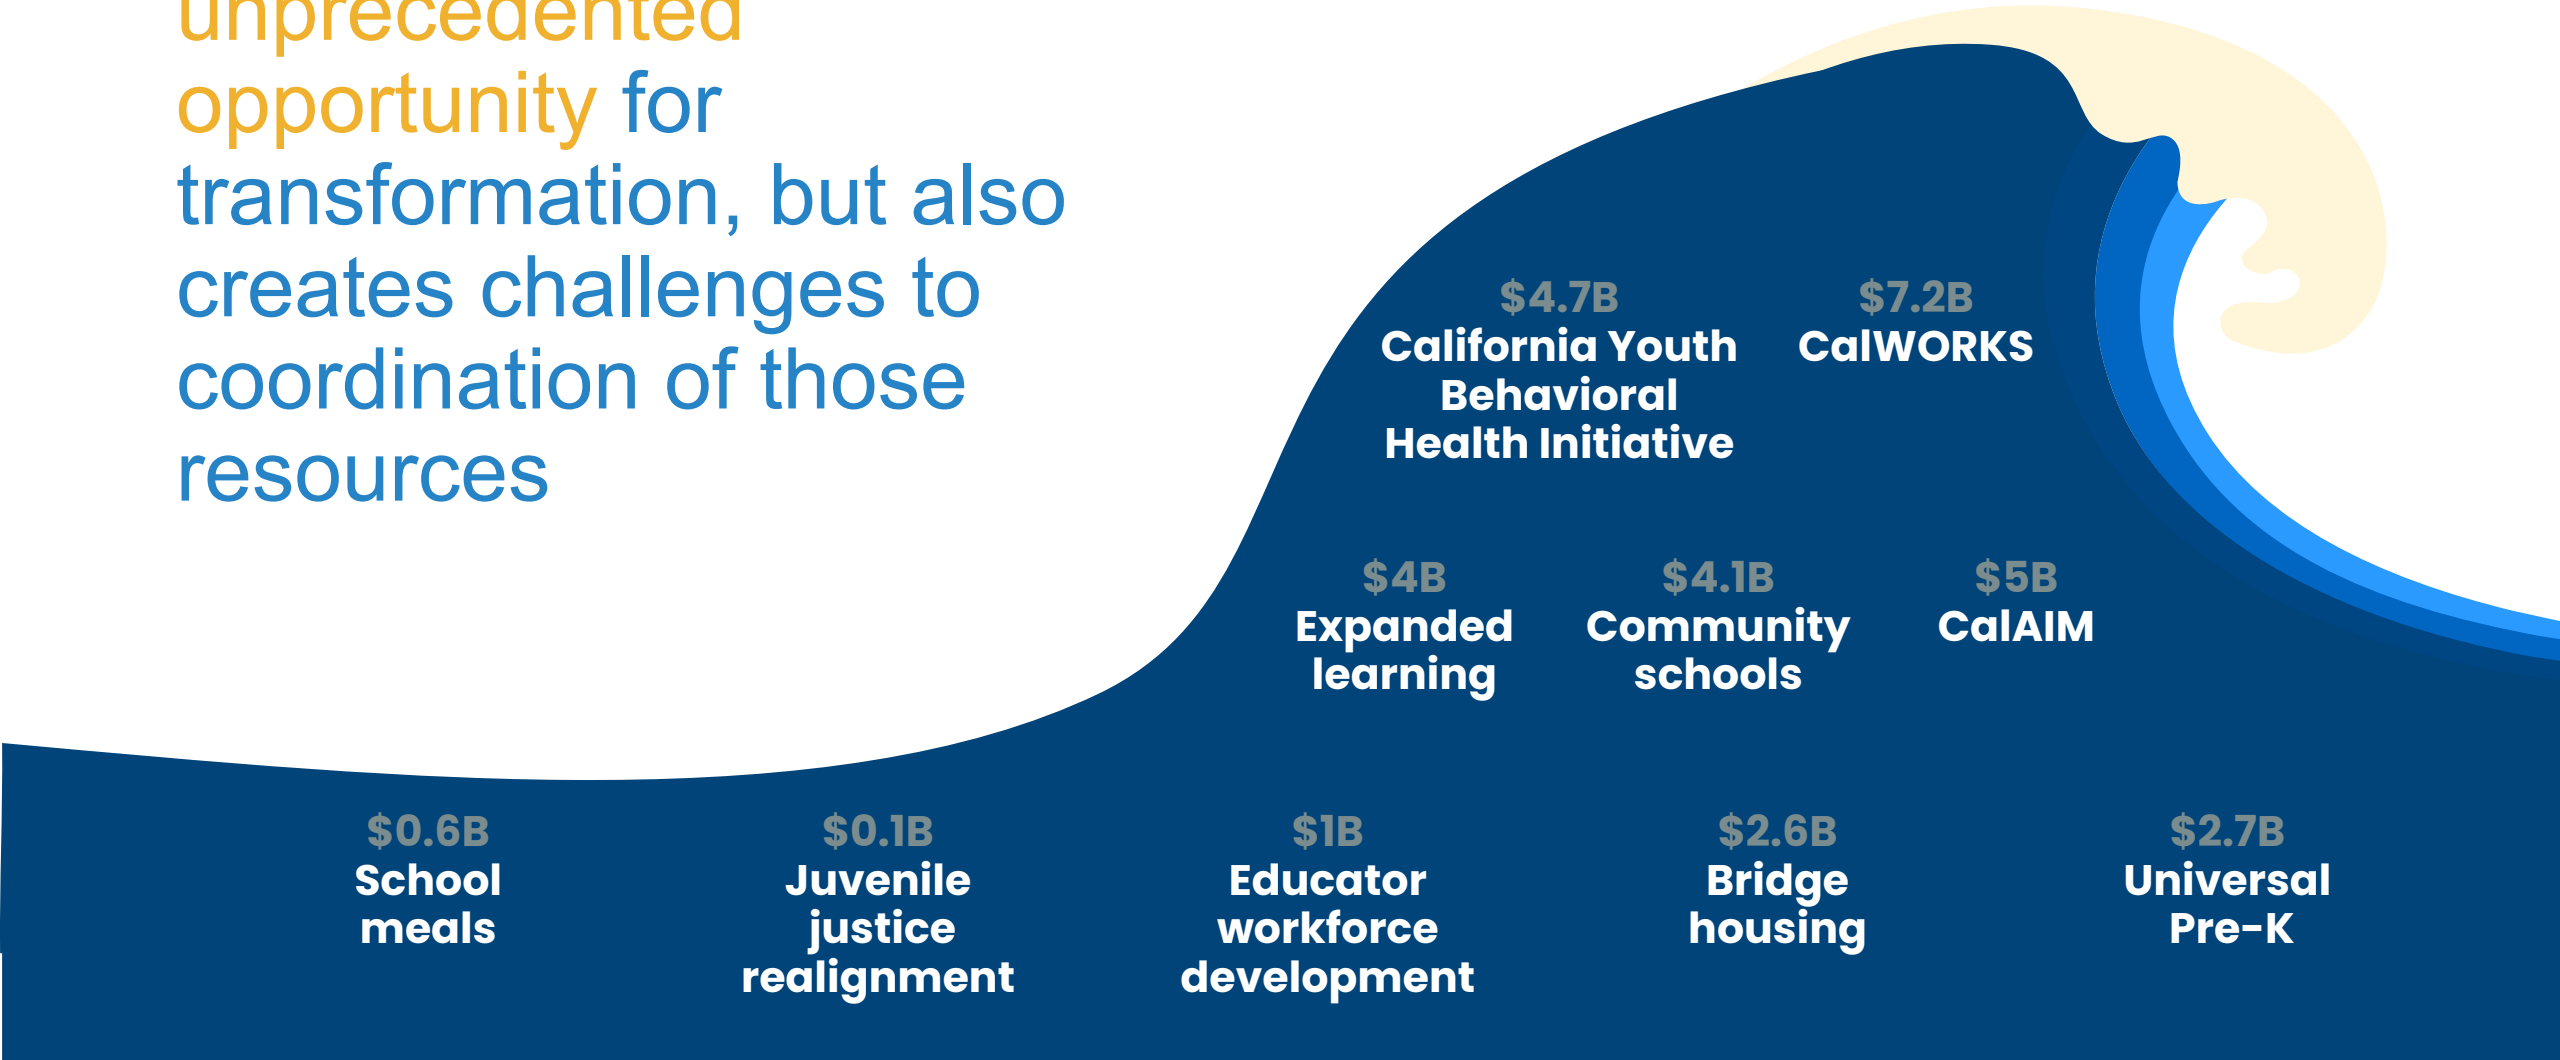 unprecedented
opportunity for
transformation, but also
creates challenges to
coordination of those
resources
$4.7B
California Youth
Behavioral
Health Initiative
$7.2B
CalWORKS
$4B
Expanded
learning
$4.1B
Community
schools
$5B
CalAIM
$0.6B
School
meals
$0.1B
Juvenile
justice
realignment
$1B
Educator
workforce
development
$2.6B
Bridge
housing
$2.7B
Universal
Pre-K